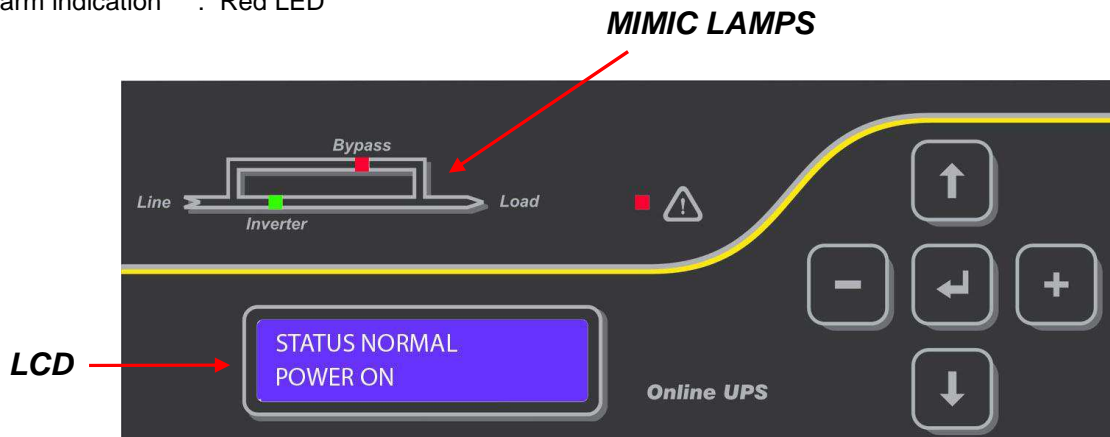 arm indication : Red LED
MIMIC LAMPS
Bypass
Line
Load
Inverter
STATUS NORMAL
POWER ON
LCD
Online UPS